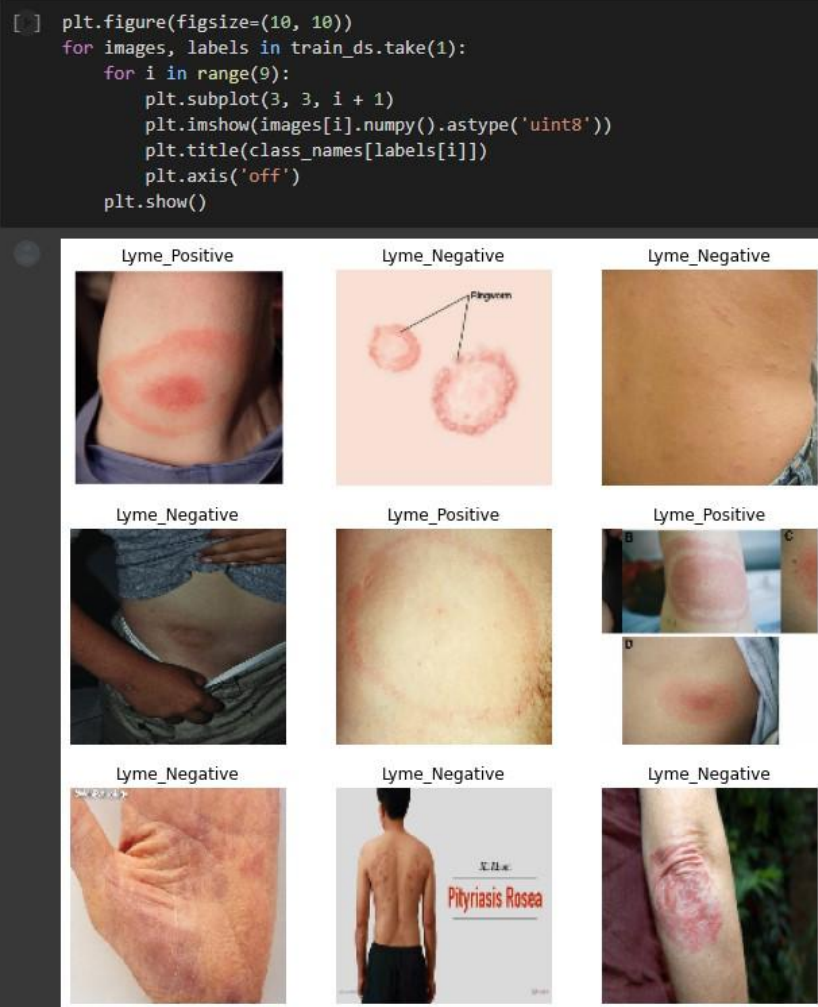 [ ] plt.figure(figsize=(10, 10))
for images, labels in train_ds.take(1):
    for i in range(9):
        plt.subplot(3, 3, i + 1)
        plt.imshow(images[i].numpy().astype('uint8'))
        plt.title(class_names[labels[i]])
        plt.axis('off')
    plt.show()
Lyme_Positive Lyme_Negative Lyme_Negative
Ringworm
Lyme_Negative Lyme_Positive Lyme_Positive
B C
D
Lyme_Negative Lyme_Negative Lyme_Negative
Pityriasis Rosea